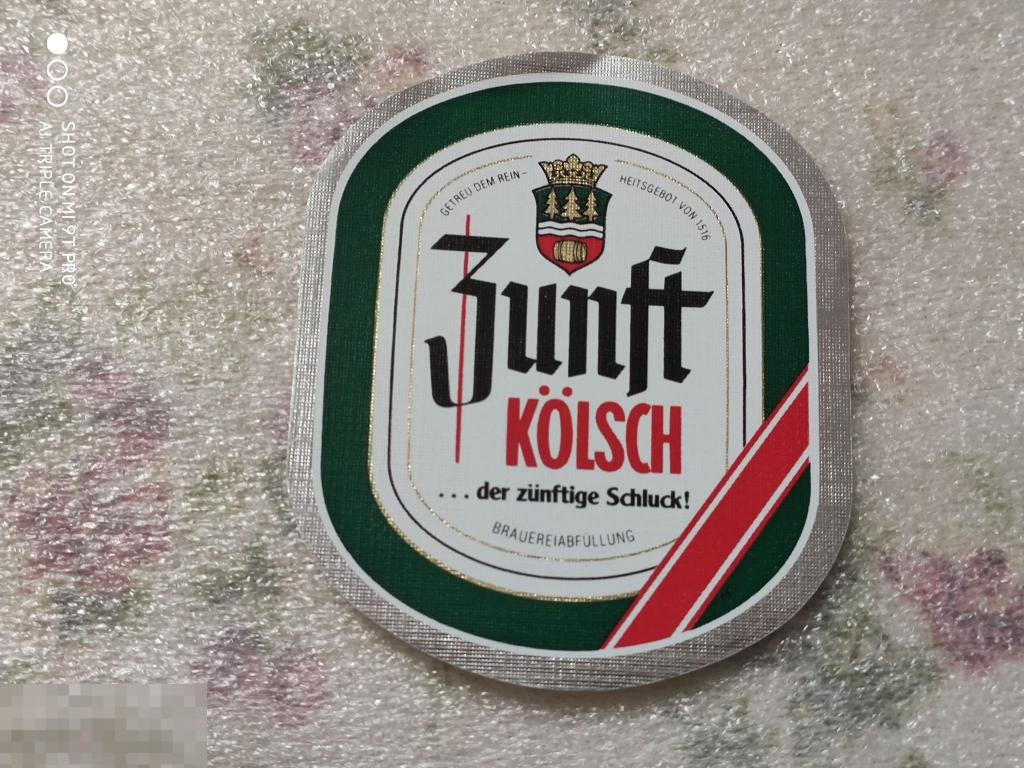 GETREU DEM REIN-HEITSGEBOT VON 1516
Zunft
KÖLSCH
... der zünftige Schluck!
BRAUEREIABFÜLLUNG
SHOT ON MI 9T PRO
AI TRIPLE CAMERA